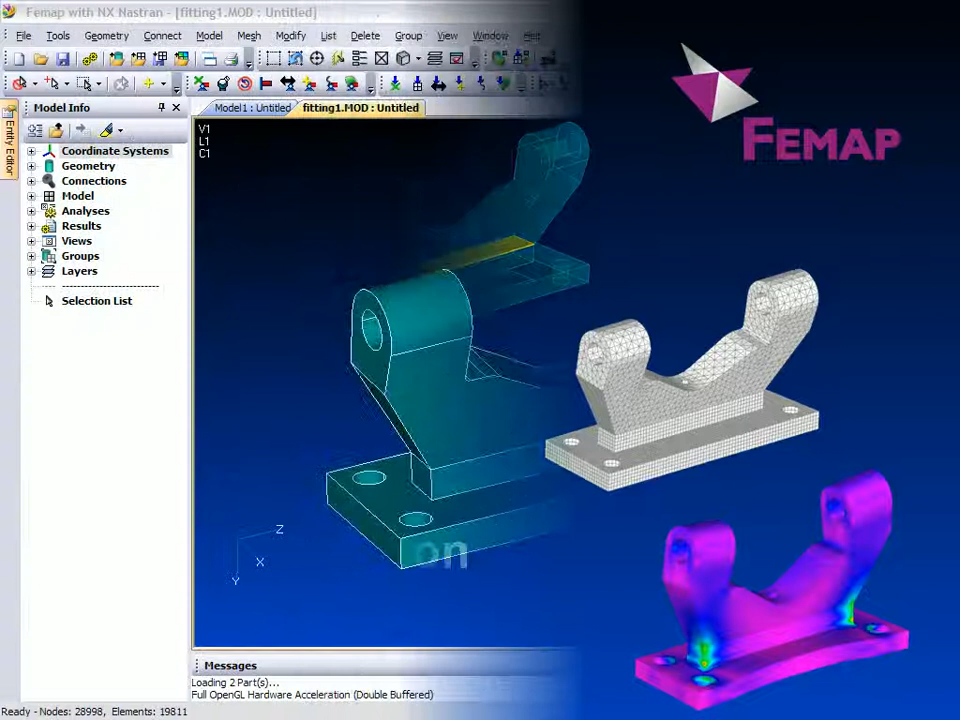 Femap with NX Nastran - [fitting1.MOD : Untitled]
File Tools Geometry Connect Model Mesh Modify List Delete Group View Window Help
Model Info
Model1 : Untitled
fitting1.MOD : Untitled
Entity Editor
V1
L1
C1
Coordinate Systems
Geometry
Connections
Model
Analyses
Results
Views
Groups
Layers
Selection List
FEMAP
Z
X
Y
on
Messages
Loading 2 Part(s)...
Full OpenGL Hardware Acceleration (Double Buffered)
Ready - Nodes: 28998, Elements: 19811